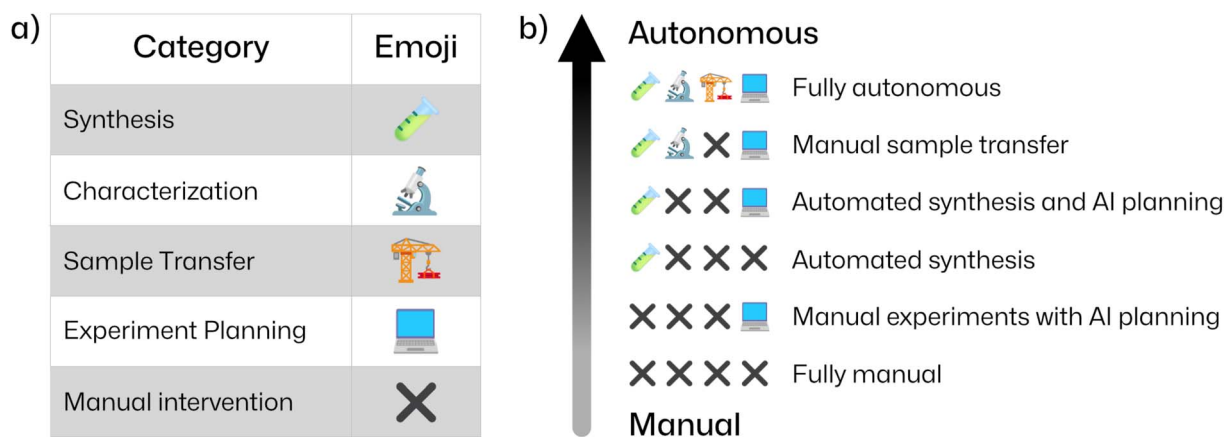 a)
Category Emoji
Synthesis
Characterization
Sample Transfer
Experiment Planning
Manual intervention
b)
Autonomous
Fully autonomous
Manual sample transfer
Automated synthesis and AI planning
Automated synthesis
Manual experiments with AI planning
Fully manual
Manual